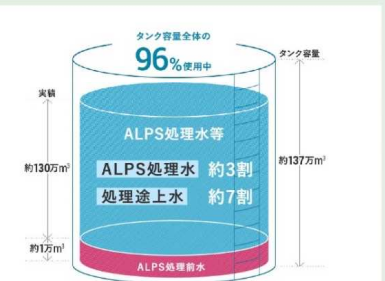 タンク容量全体の
96%使用中
タンク容量
実績
ALPS処理水等
約130万m³
ALPS処理水 約3割
約137万m³
処理途上水 約7割
約1万m³
ALPS処理前水